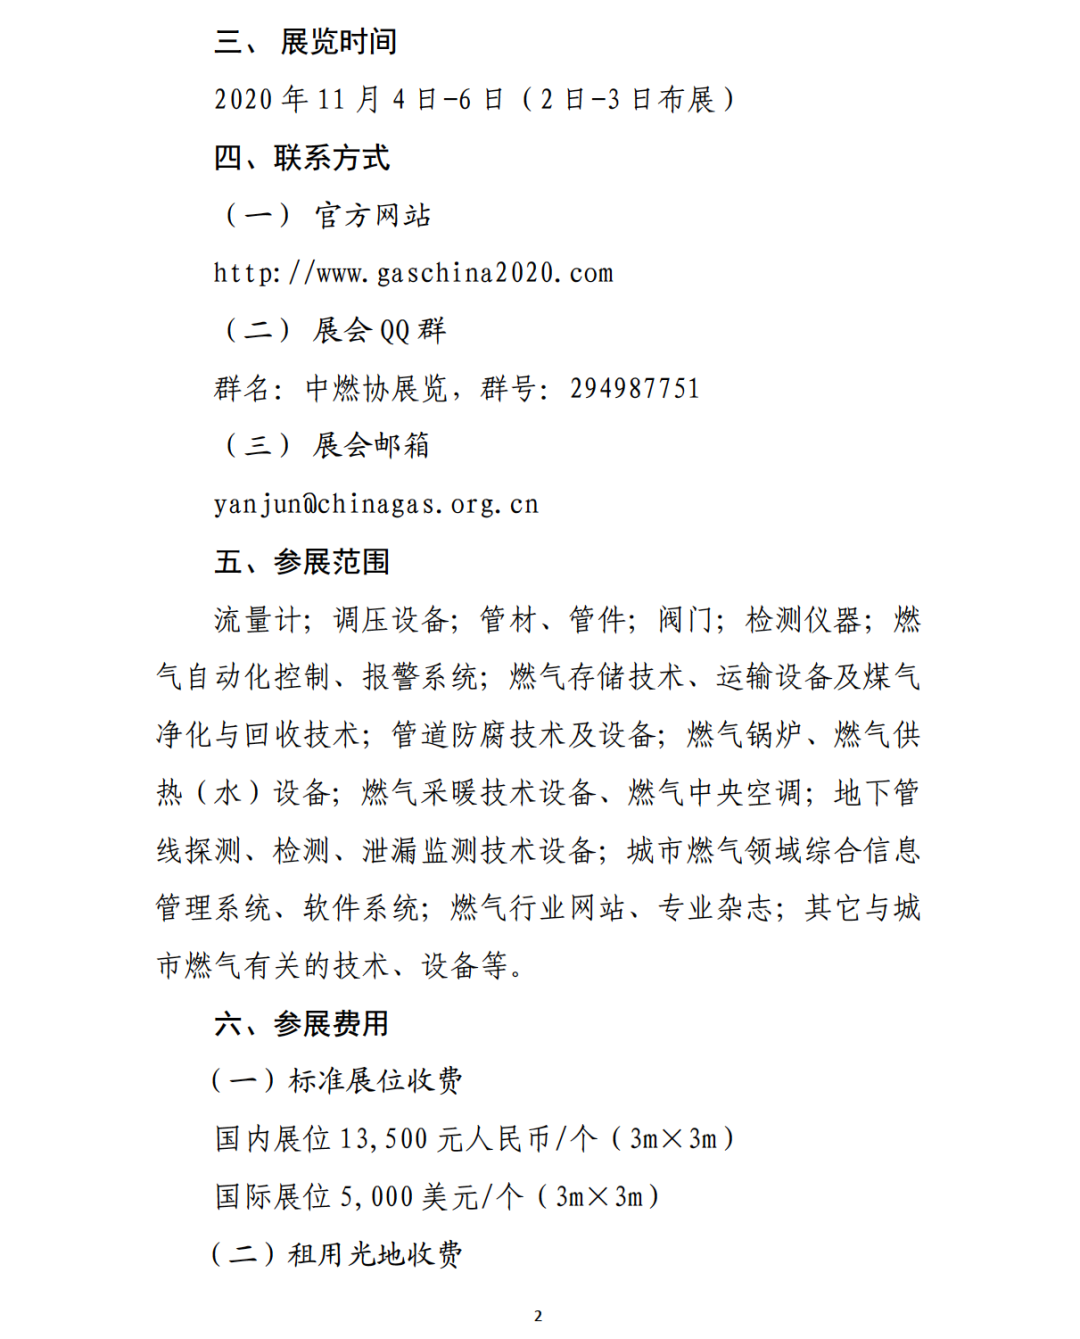 三、 展览时间
2020 年 11 月 4 日-6 日（2 日-3 日布展）
四、联系方式
（一） 官方网站
http://www.gaschina2020.com
（二） 展会 QQ 群
群名：中燃协展览，群号：294987751
（三） 展会邮箱
yanjun@chinagas.org.cn
五、参展范围
流量计；调压设备；管材、管件；阀门；检测仪器；燃
气自动化控制、报警系统；燃气存储技术、运输设备及煤气
净化与回收技术；管道防腐技术及设备；燃气锅炉、燃气供
热（水）设备；燃气采暖技术设备、燃气中央空调；地下管
线探测、检测、泄漏监测技术设备；城市燃气领域综合信息
管理系统、软件系统；燃气行业网站、专业杂志；其它与城
市燃气有关的技术、设备等。
六、参展费用
（一）标准展位收费
国内展位 13,500 元人民币/个（3m×3m）
国际展位 5,000 美元/个（3m×3m）
（二）租用光地收费
2